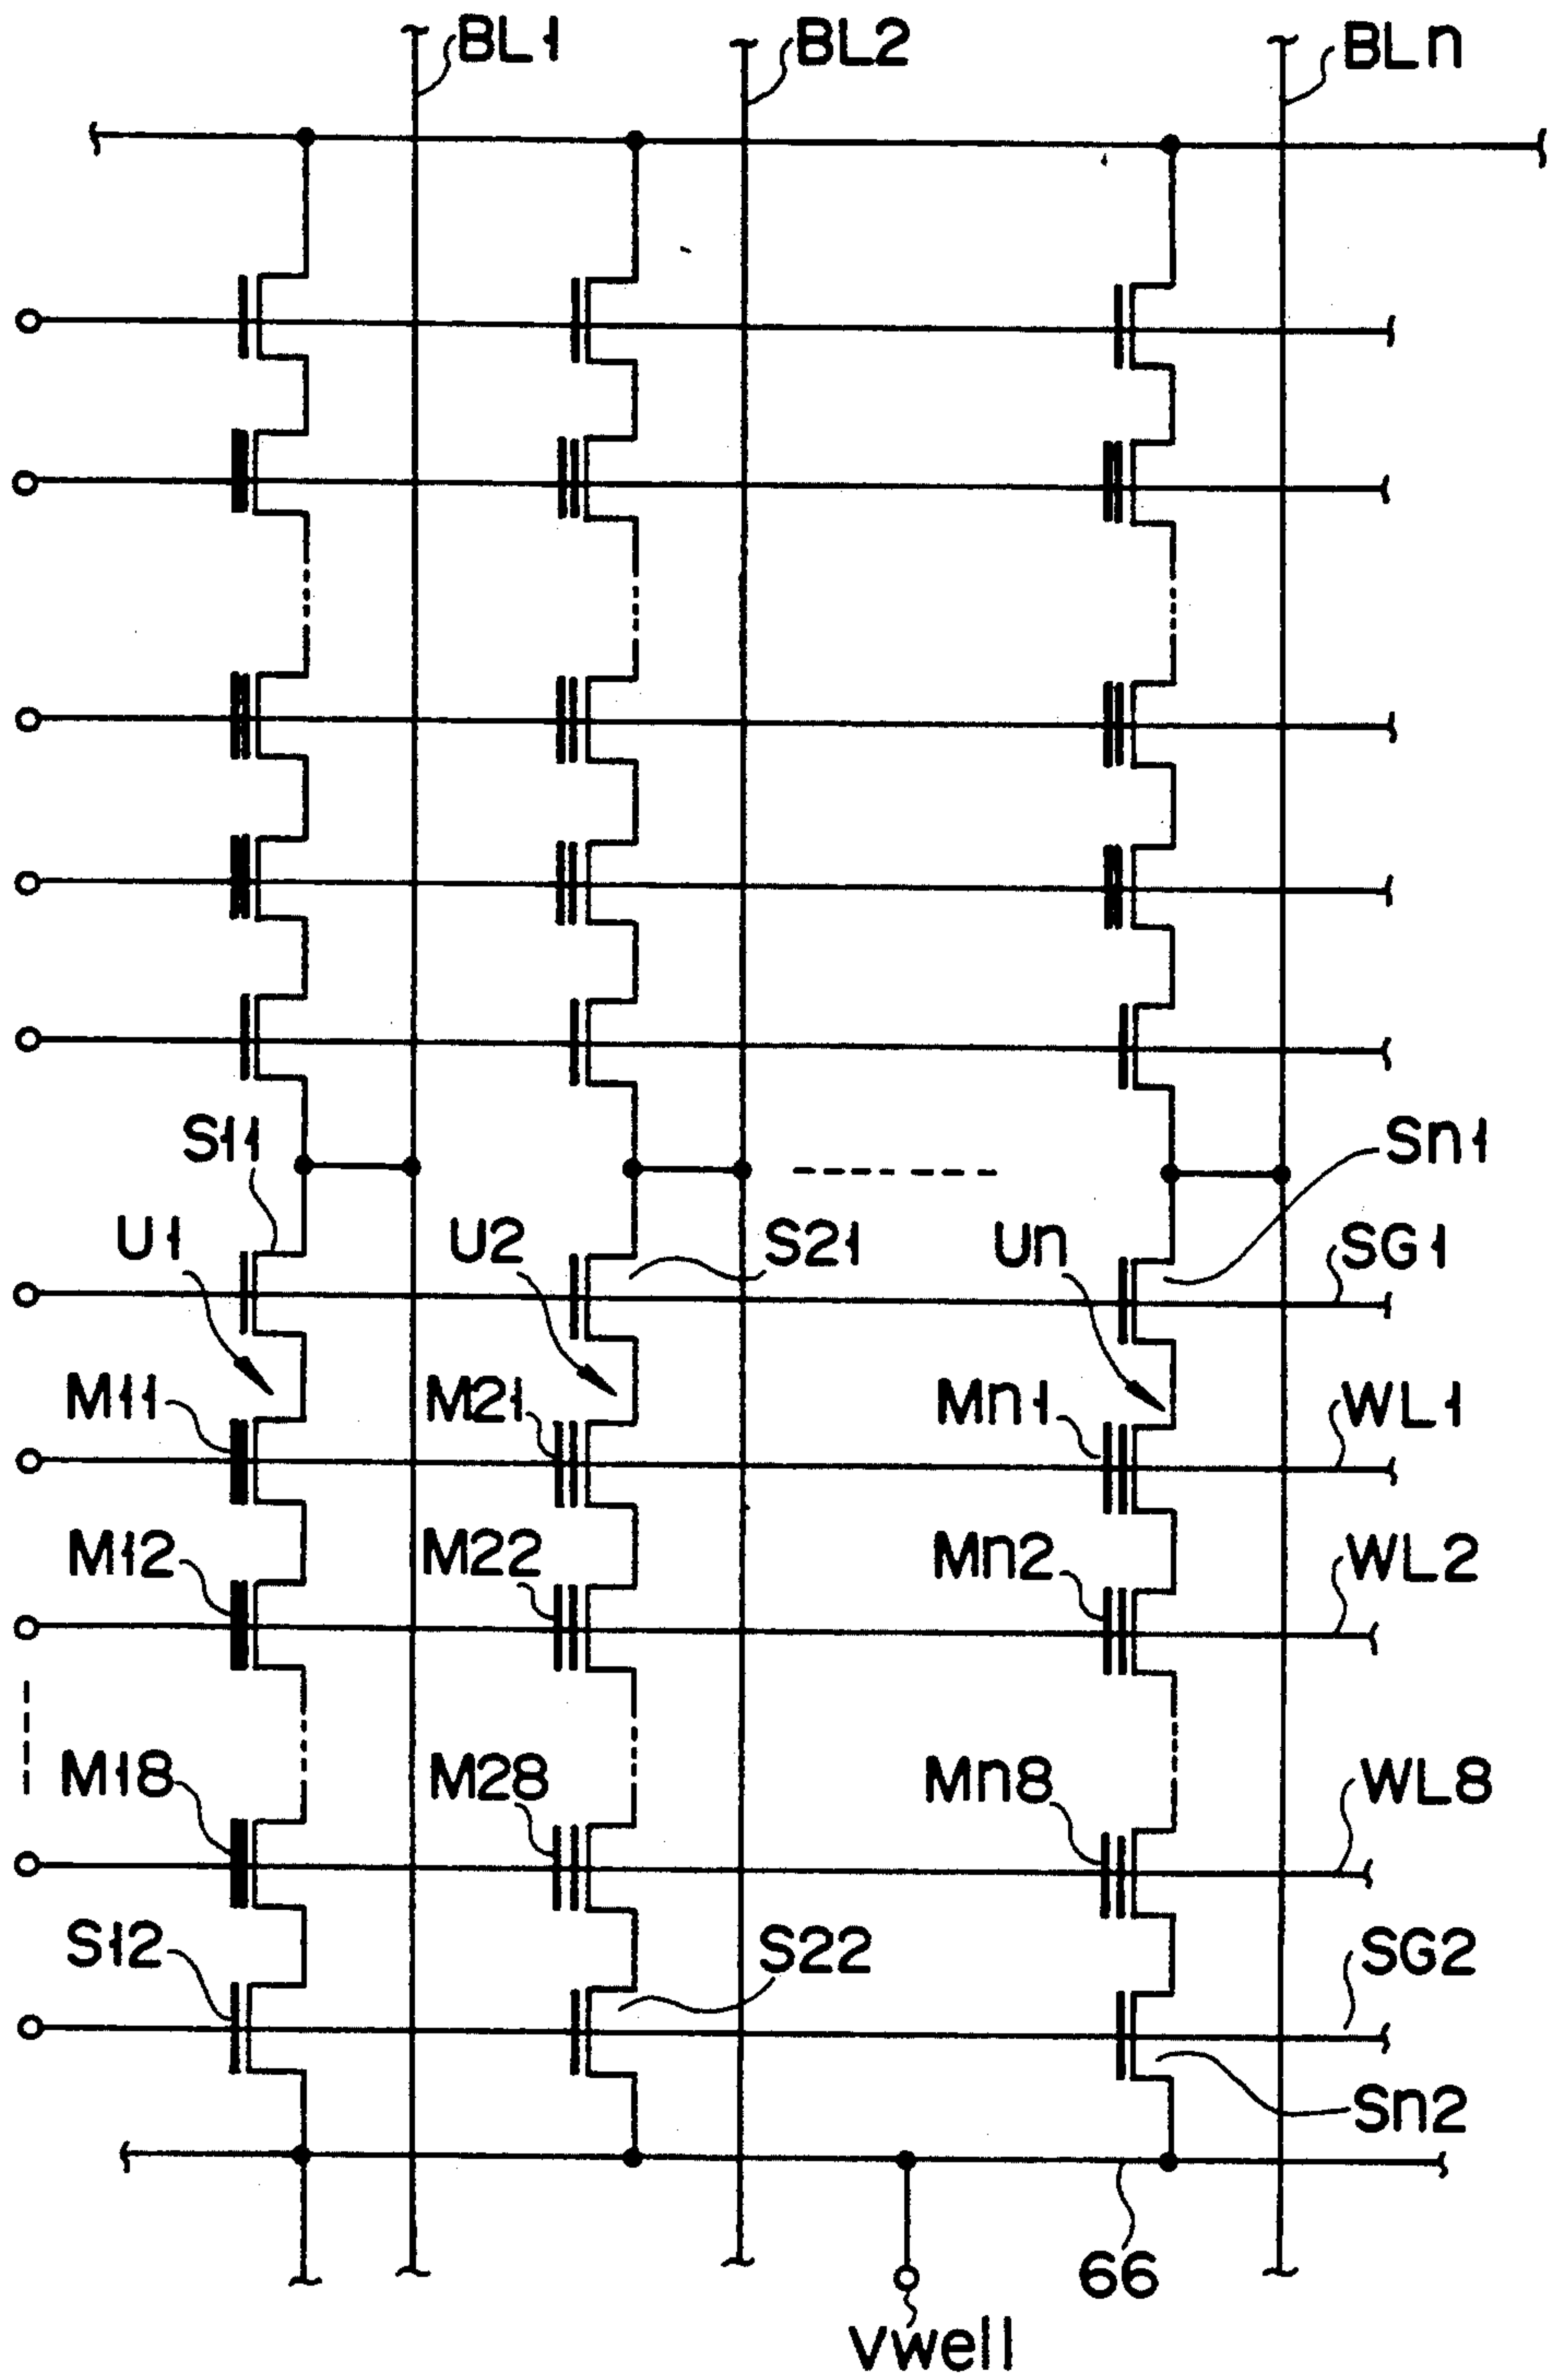 BL1
BL2
BLn
S11
Sn1
U1
U2
S21
Un
SG1
M11
M21
Mn1
WL1
M12
M22
Mn2
WL2
M18
M28
Mn8
WL8
S12
S22
SG2
Sn2
66
Vwell